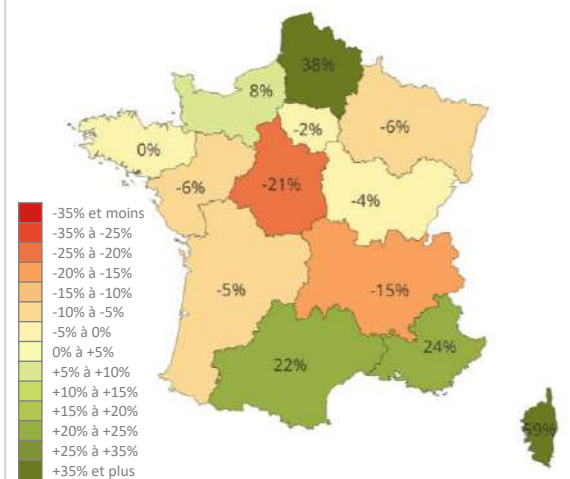 38%
8%
-2%
-6%
0%
-6%
-21%
-4%
-5%
-15%
22%
24%
59%
-35% et moins
-35% à -25%
-25% à -20%
-20% à -15%
-15% à -10%
-10% à -5%
-5% à 0%
0% à +5%
+5% à +10%
+10% à +15%
+15% à +20%
+20% à +25%
+25% à +35%
+35% et plus